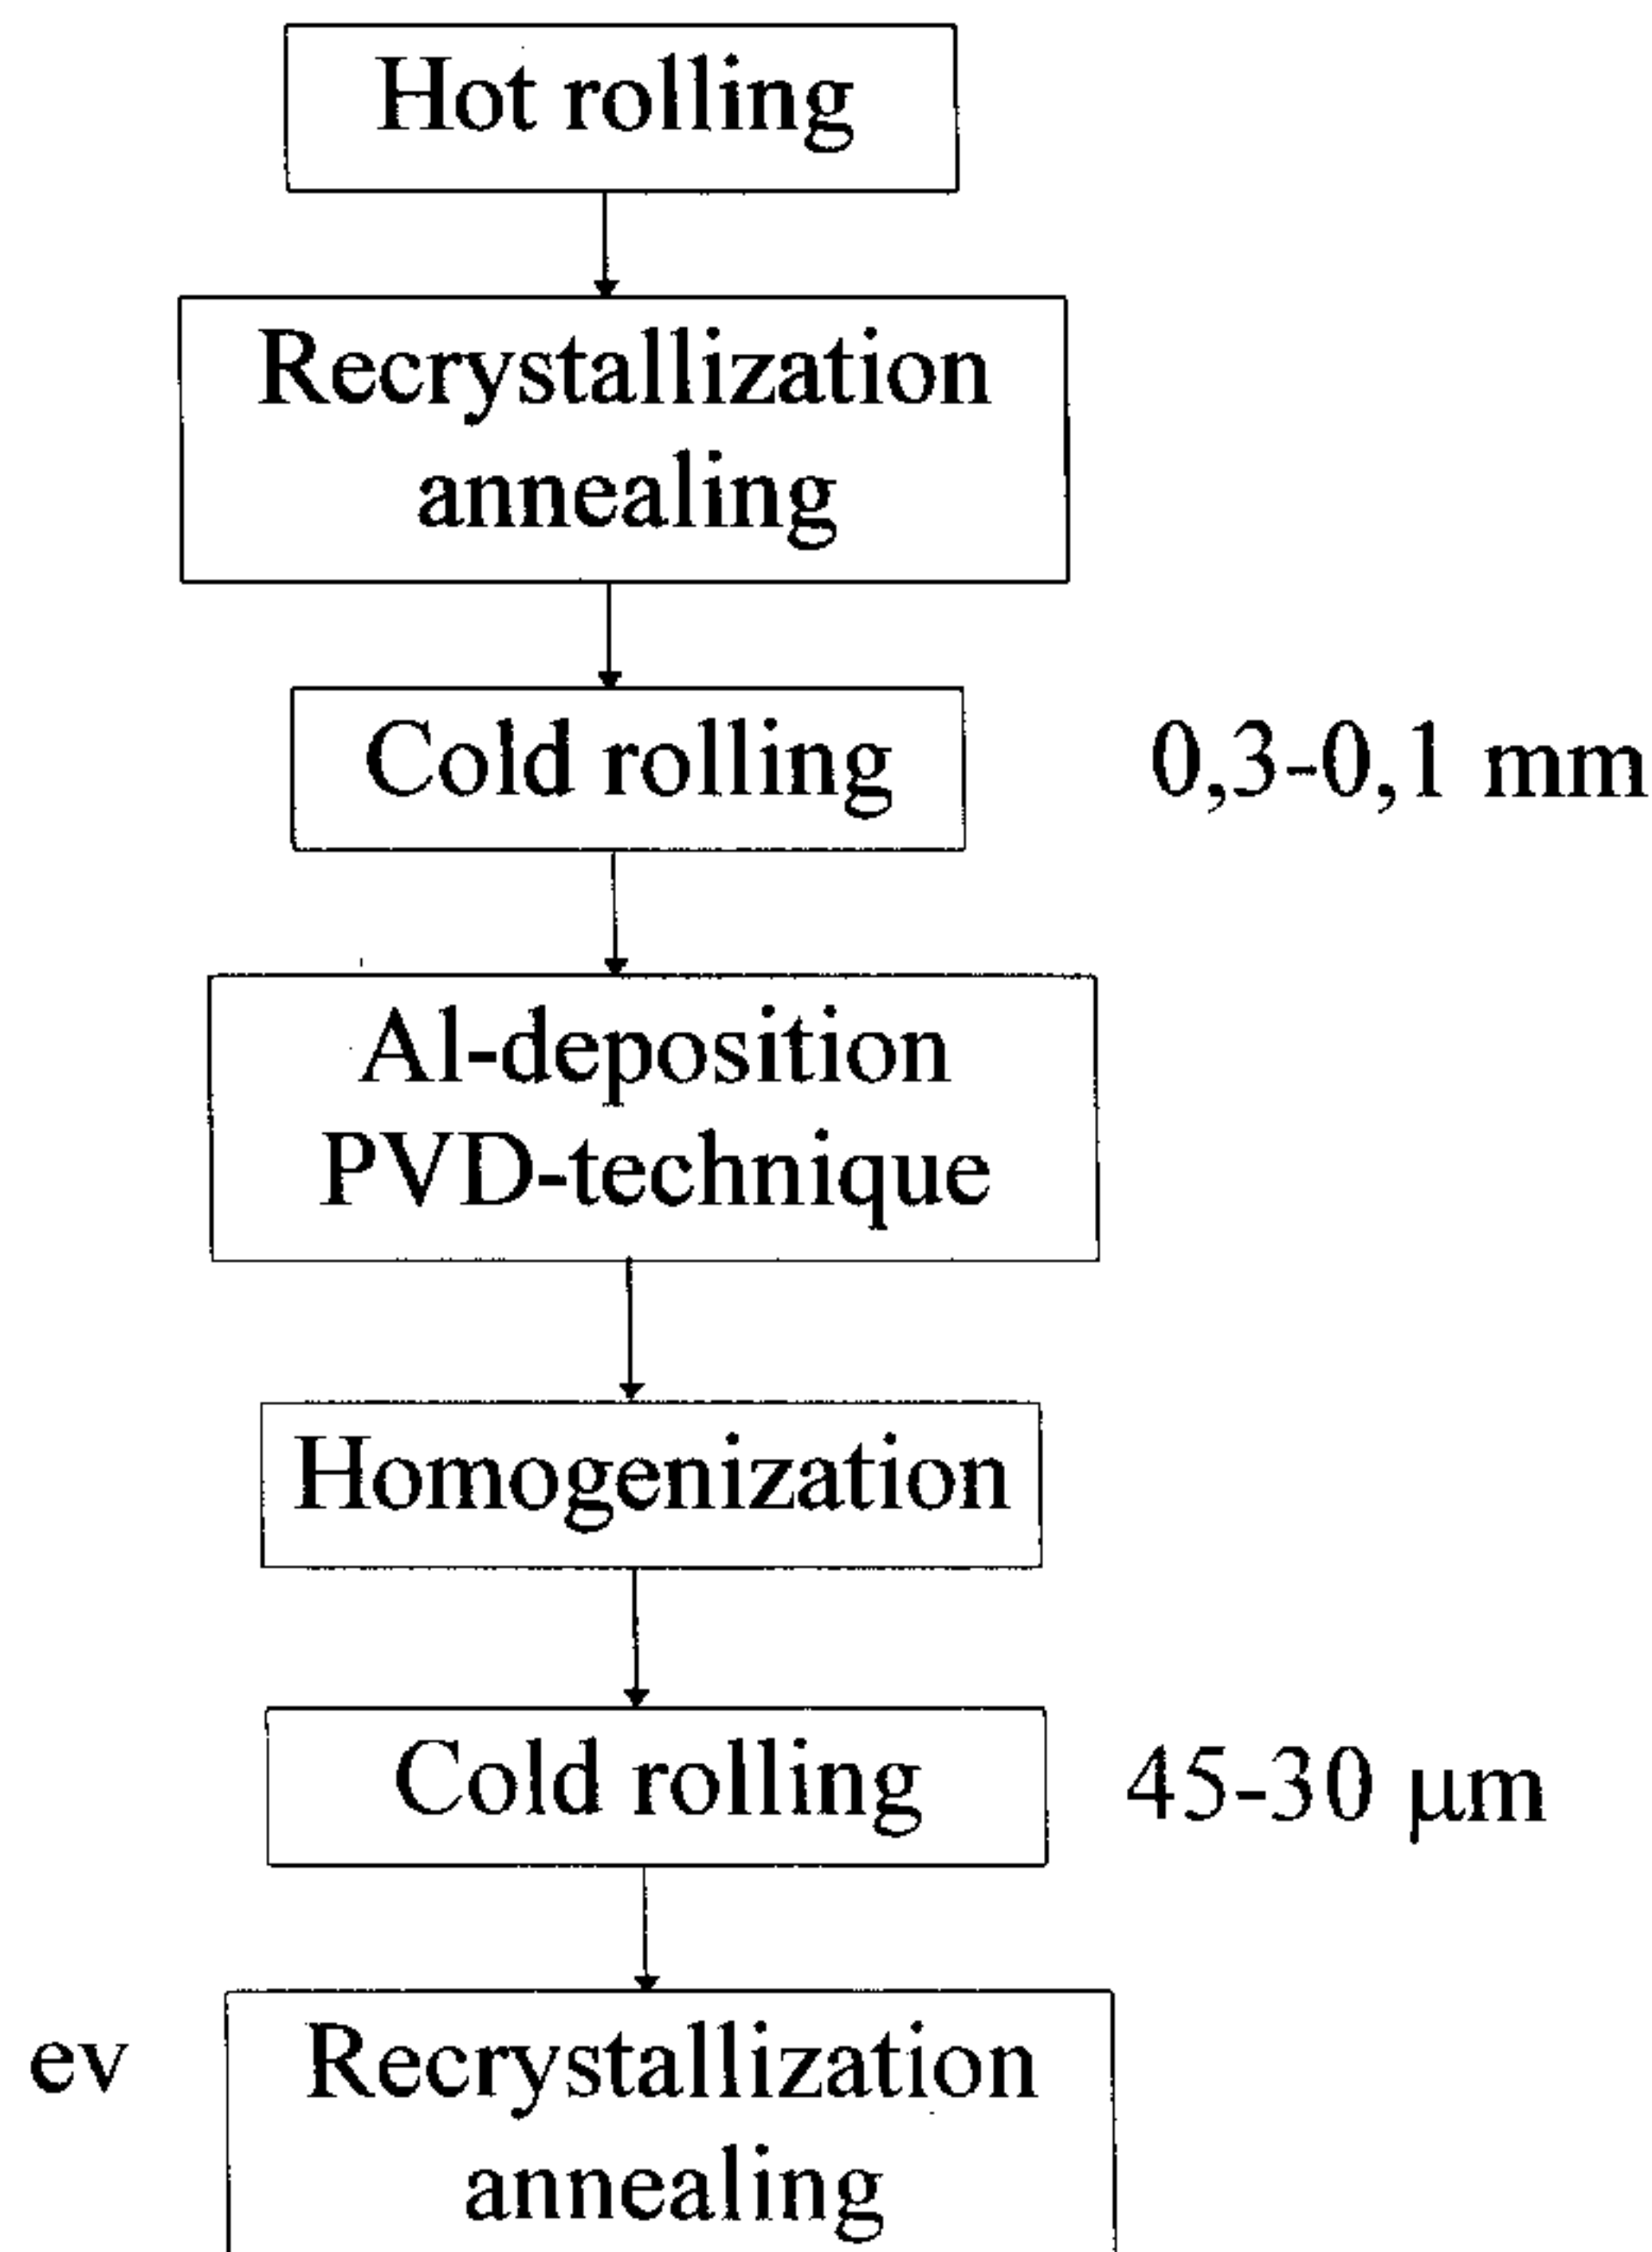 Hot rolling
Recrystallization
annealing
Cold rolling 0,3-0,1 mm
Al-deposition
PVD-technique
Homogenization
Cold rolling 45-30 μm
ev Recrystallization
annealing